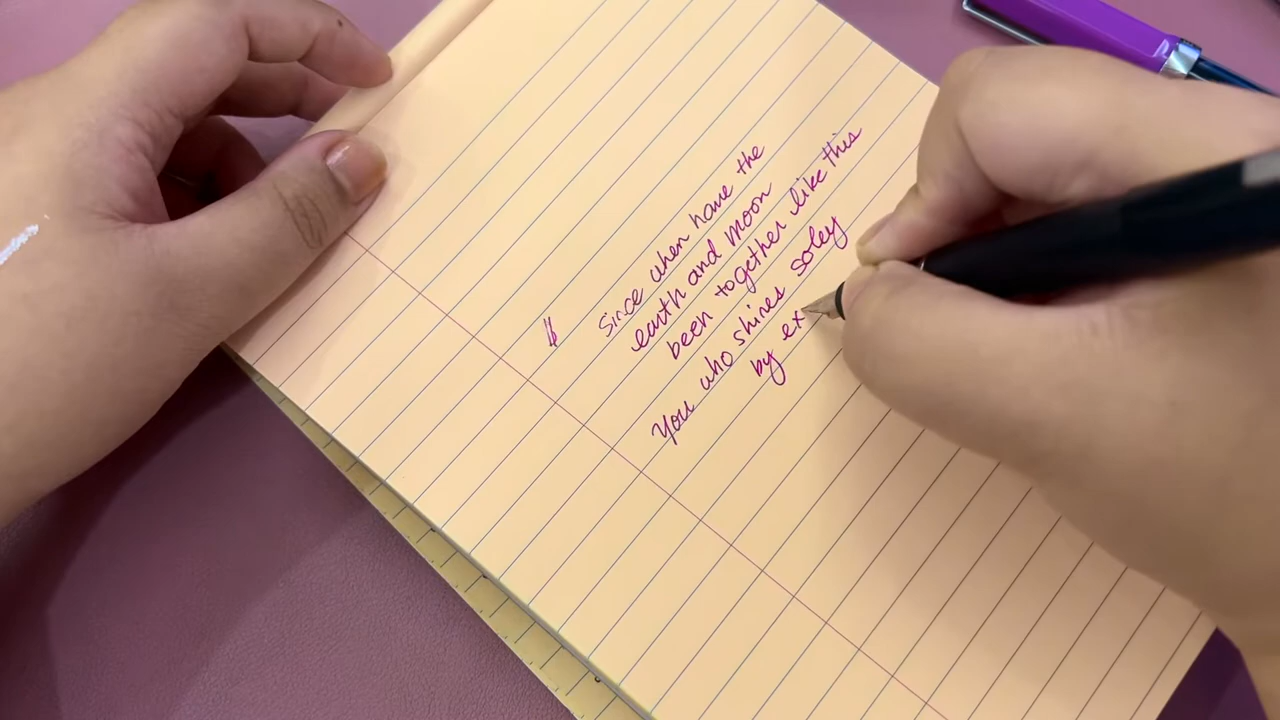 " Since when have the
earth and moon
been together like this
You who shines soley
by ex